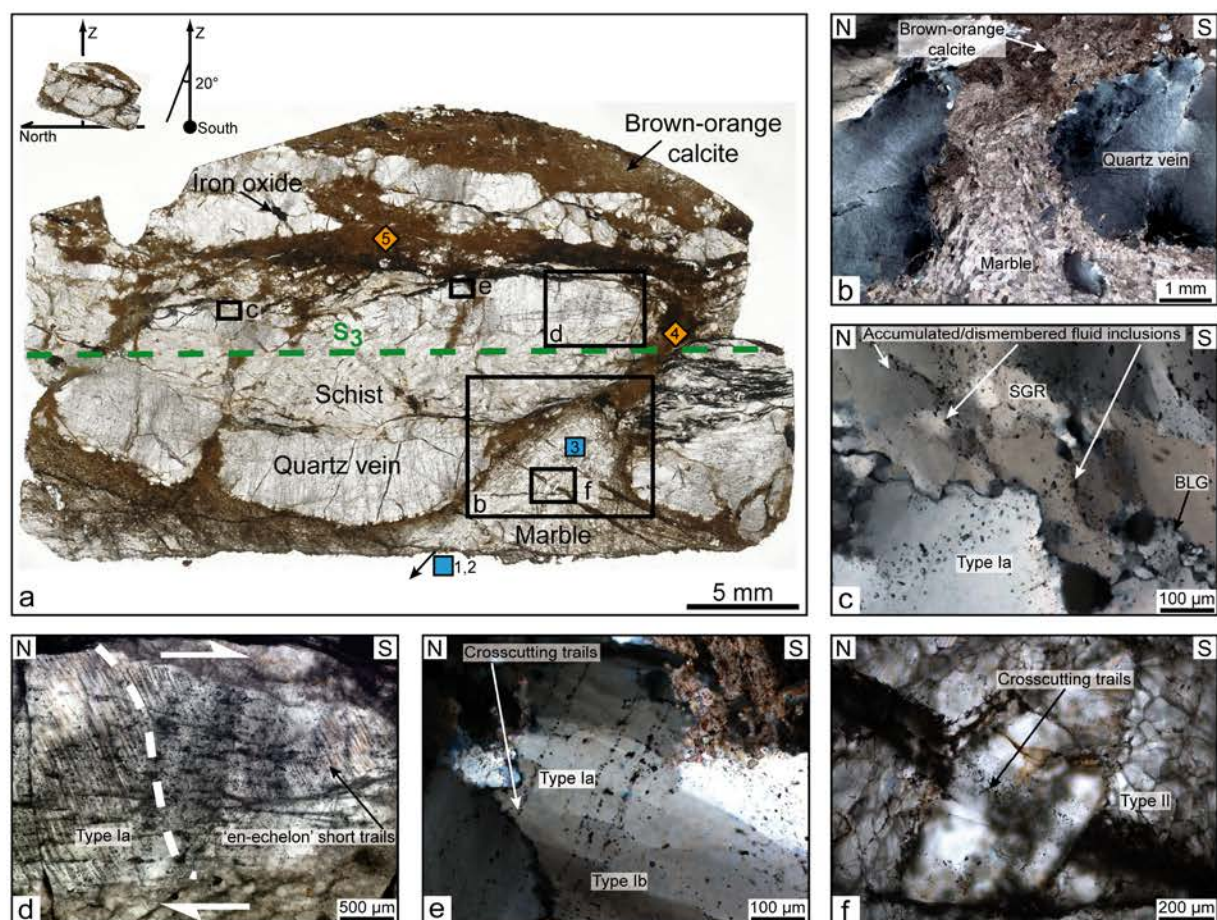 Z
Z
20°
North
South
Brown-orange
calcite
Iron oxide
5
c
e
d
4
S3
Schist
Quartz vein
3
b
f
Marble
1,2
a
5 mm
N
S
Brown-orange
calcite
Quartz vein
Marble
b
1 mm
N
Accumulated/dismembered fluid inclusions
S
SGR
BLG
Type Ia
c
100 µm
N
S
Type Ia
'en-echelon' short trails
d
500 µm
N
S
Crosscutting trails
Type Ia
Type Ib
e
100 µm
N
S
Crosscutting trails
Type II
f
200 µm